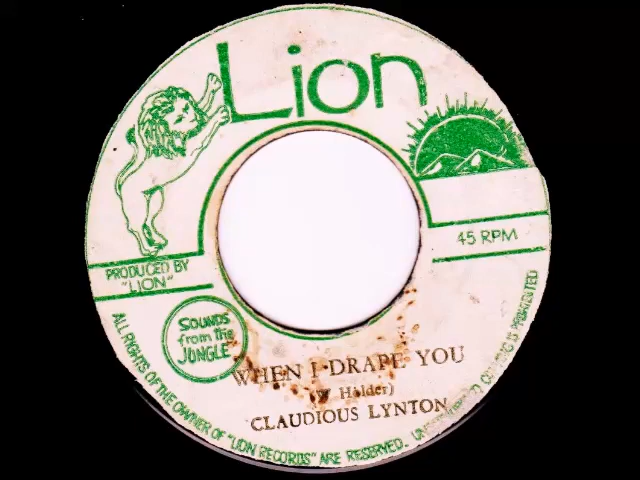 Lion
45 RPM
PRODUCED BY
"LION"
SOUNDS
from the
JUNGLE
WHEN I DRAPE YOU
Holder)
CLAUDIOUS LYNTON
ALL RIGHTS OF THE OWNER OF "LION RECORDS" ARE RESERVED. IS PROHIBITED